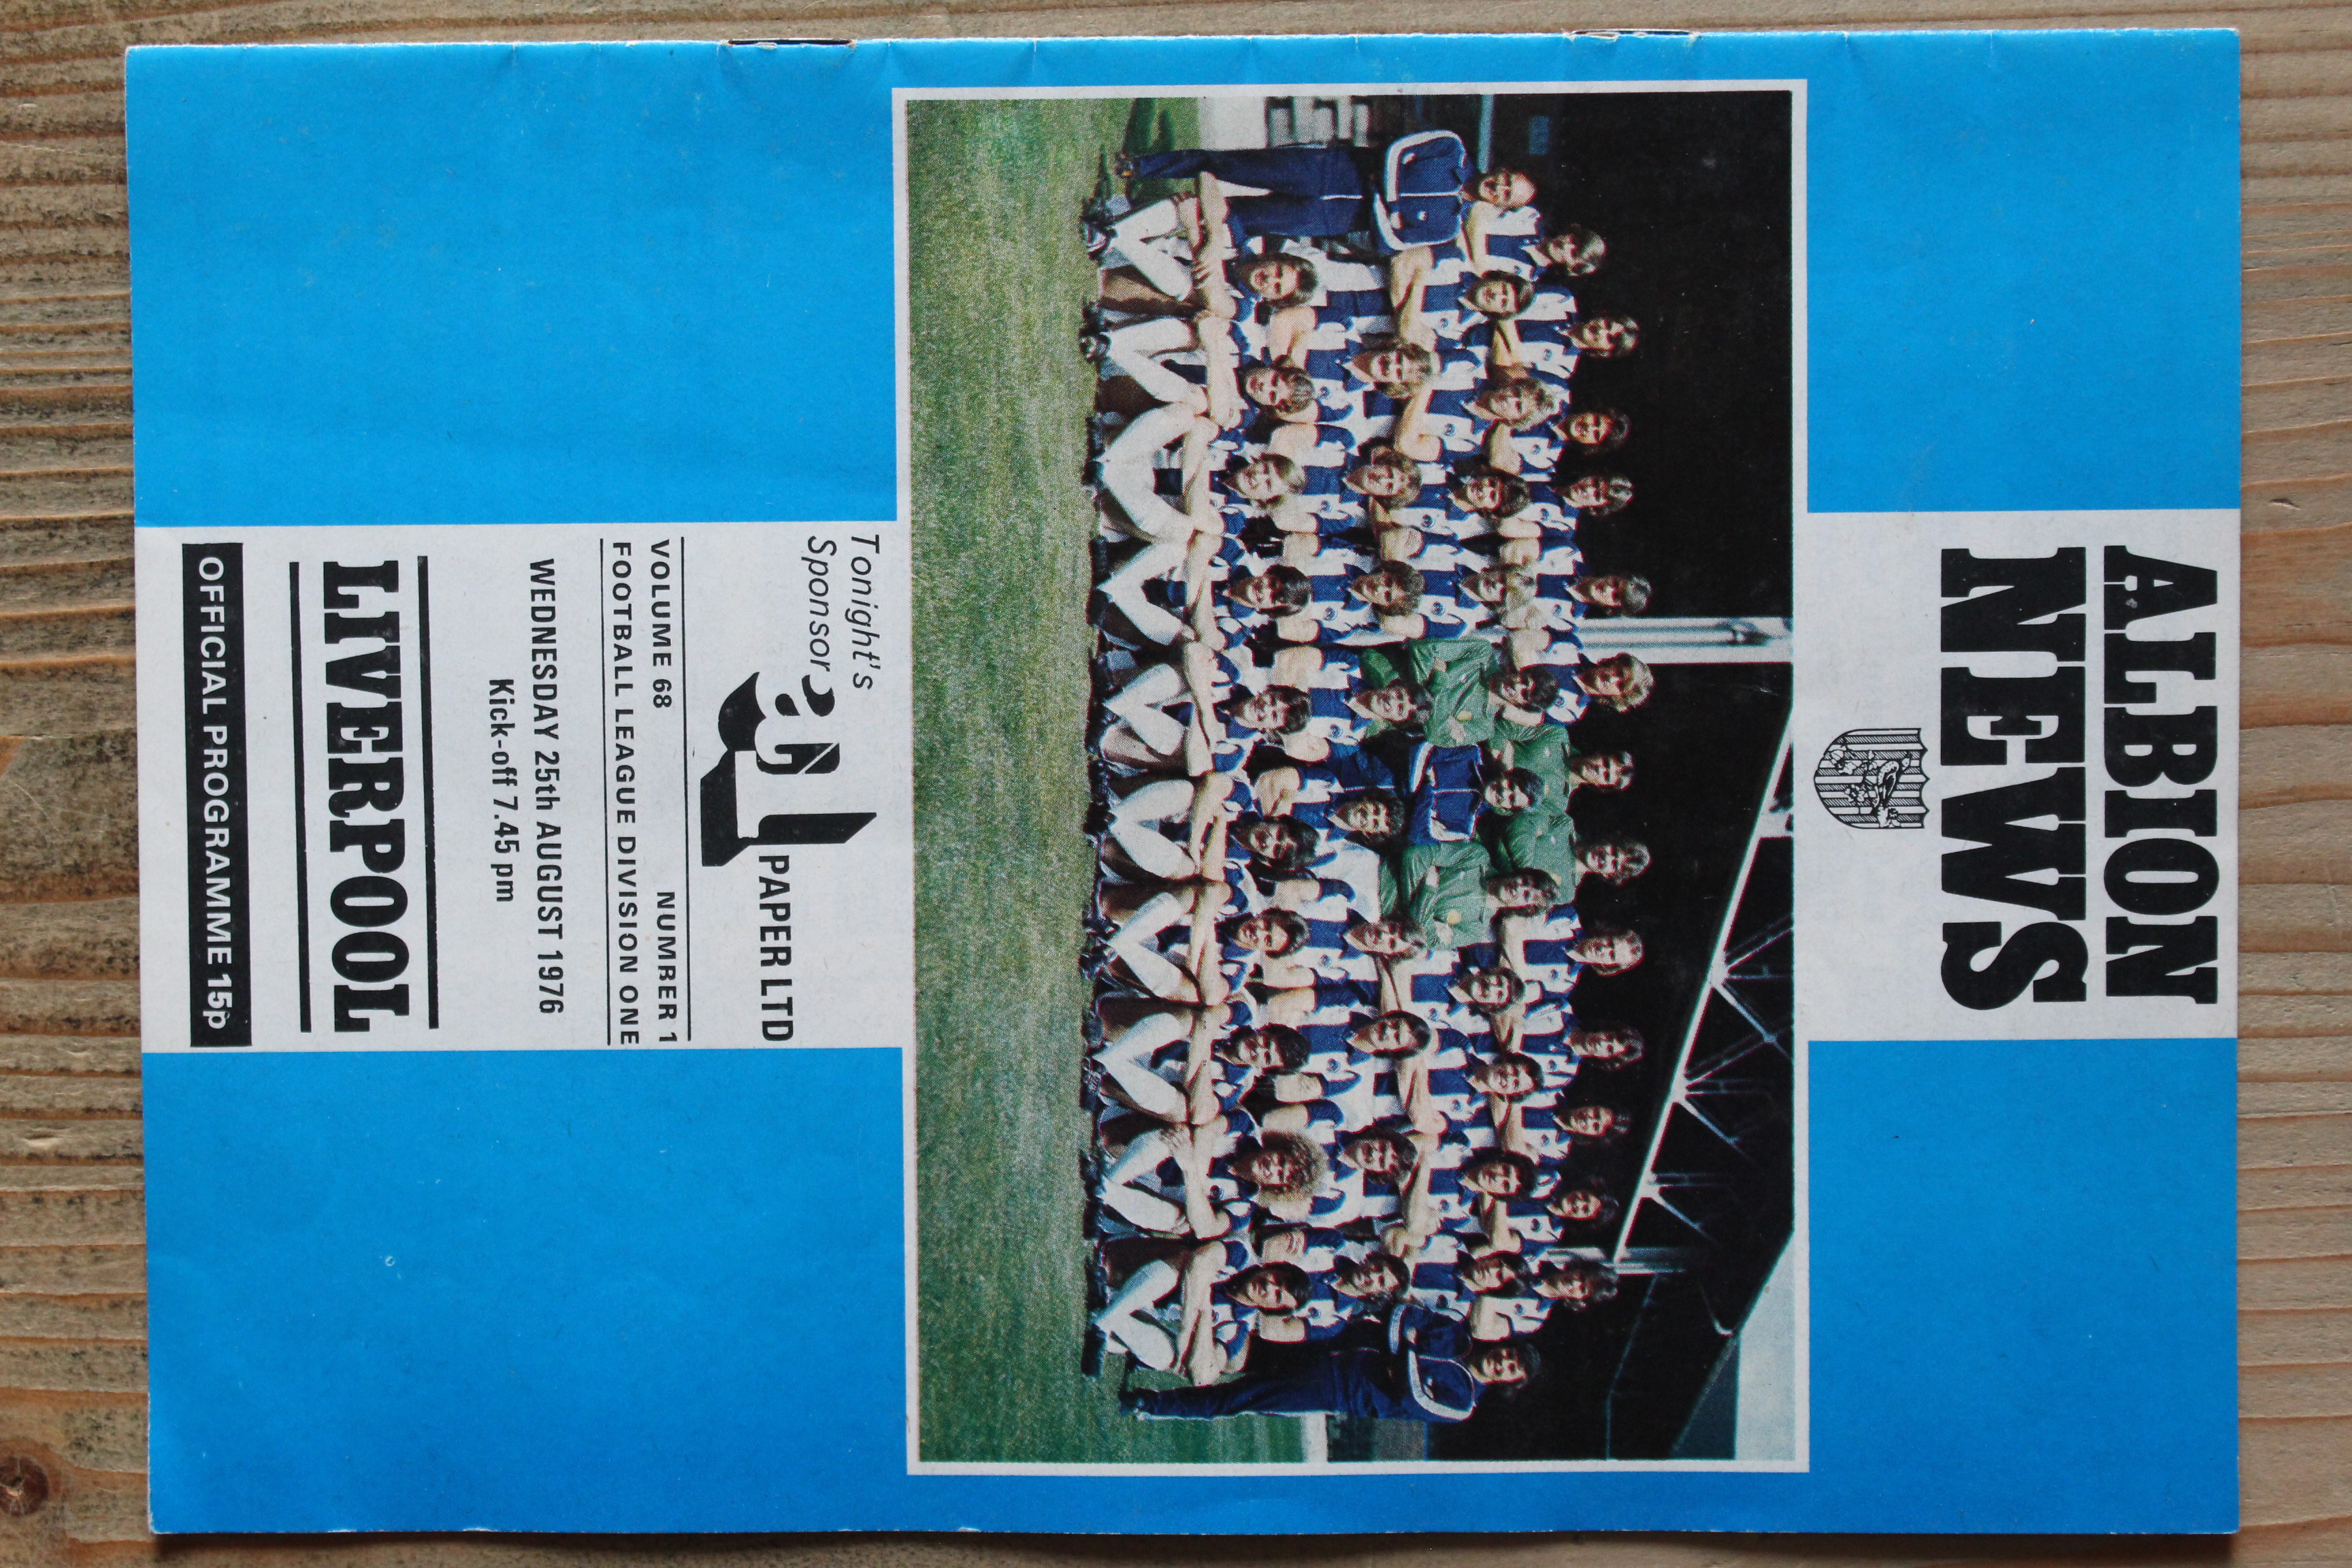 ALBION
NEWS
Tonight's
Sponsor
PAPER LTD
VOLUME 68 NUMBER 1
FOOTBALL LEAGUE DIVISION ONE
WEDNESDAY 25th AUGUST 1976
Kick-off 7.45 pm
LIVERPOOL
OFFICIAL PROGRAMME 15p